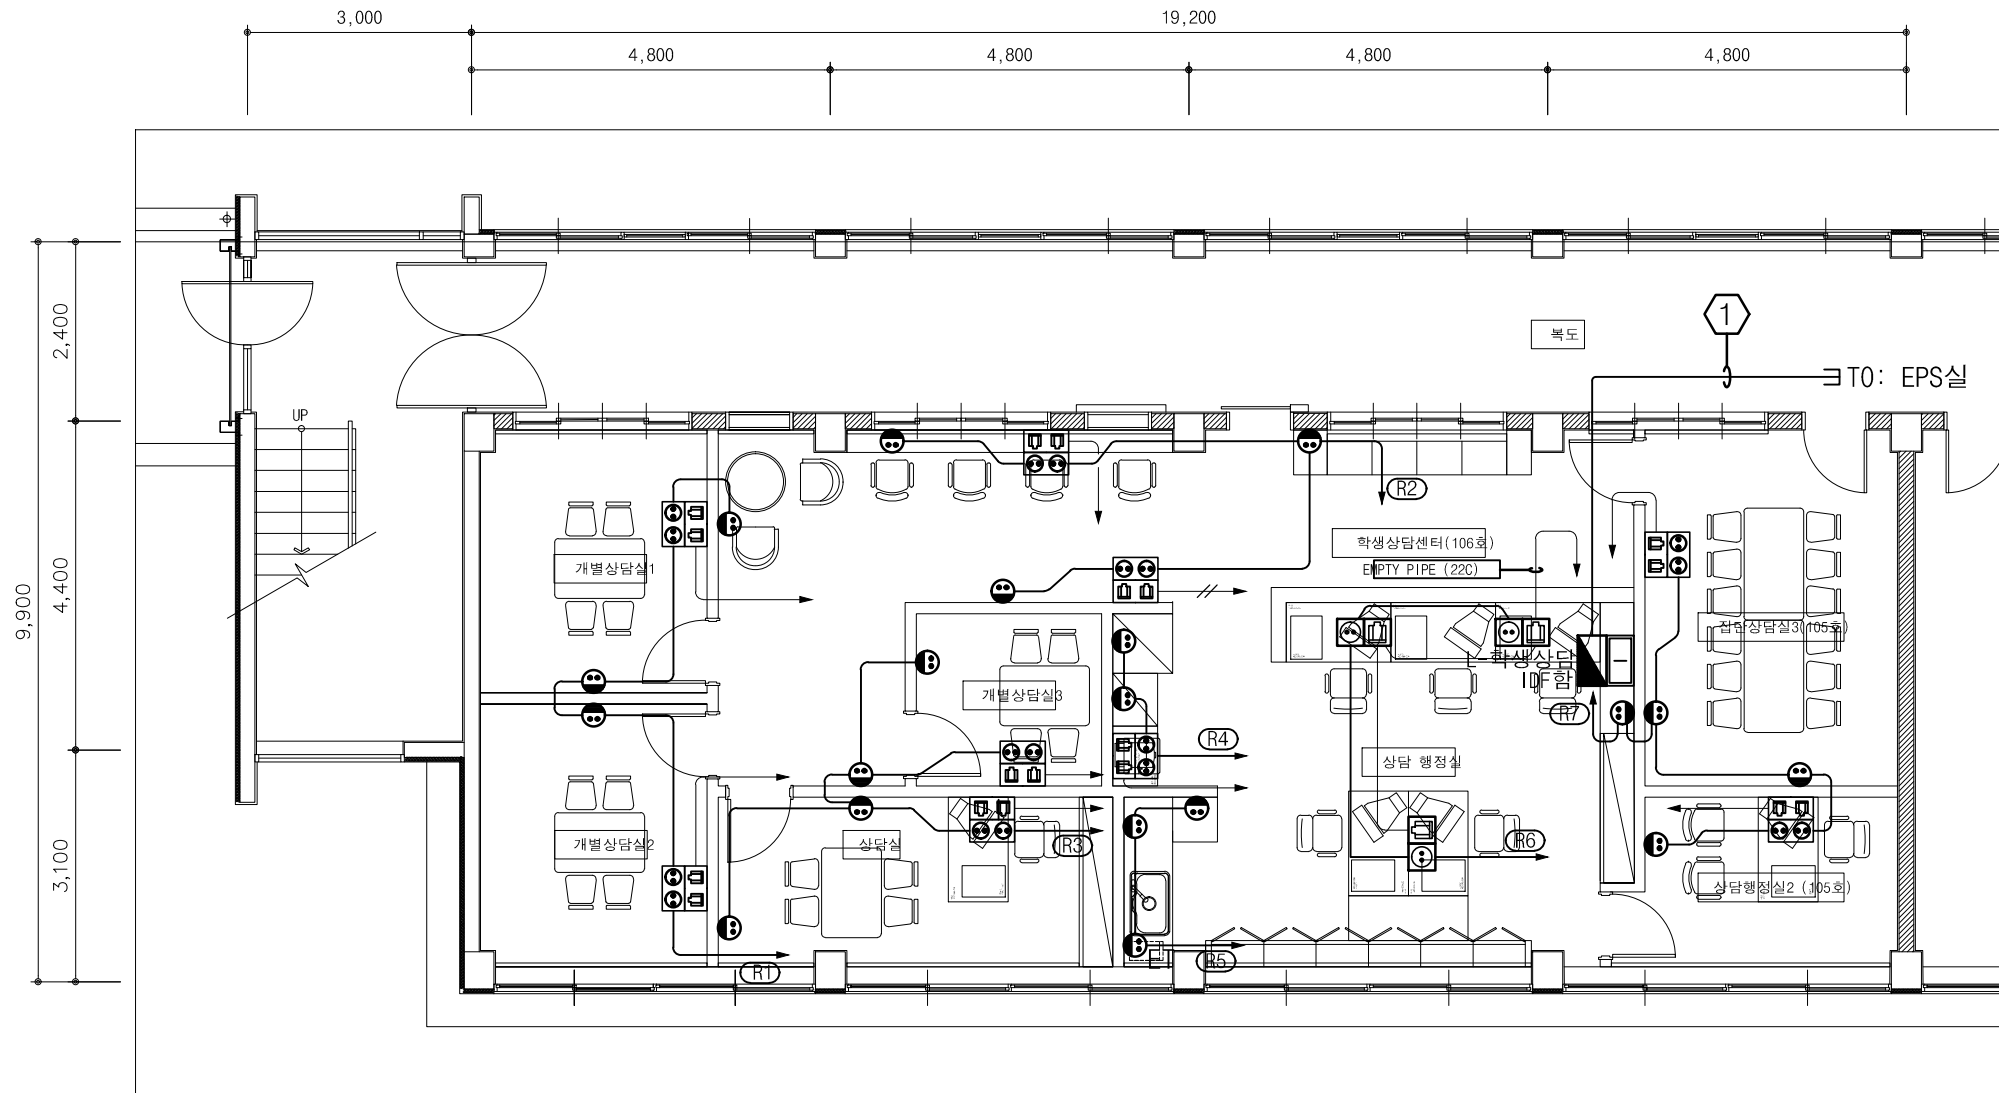 3,000
19,200
4,800
4,800
4,800
4,800
1
복도
TO: EPS실
2,400
UP
R2
학생상담센터(106호)
EMPTY PIPE (22C)
개별상담실1
4,400
9,900
집단상담실3(105호)
L-학생상담
IDF함
개별상담실3
R7
R4
상담 행정실
개별상담실2
상담실
R3
R6
3,100
상담행정실2 (105호)
R5
R1